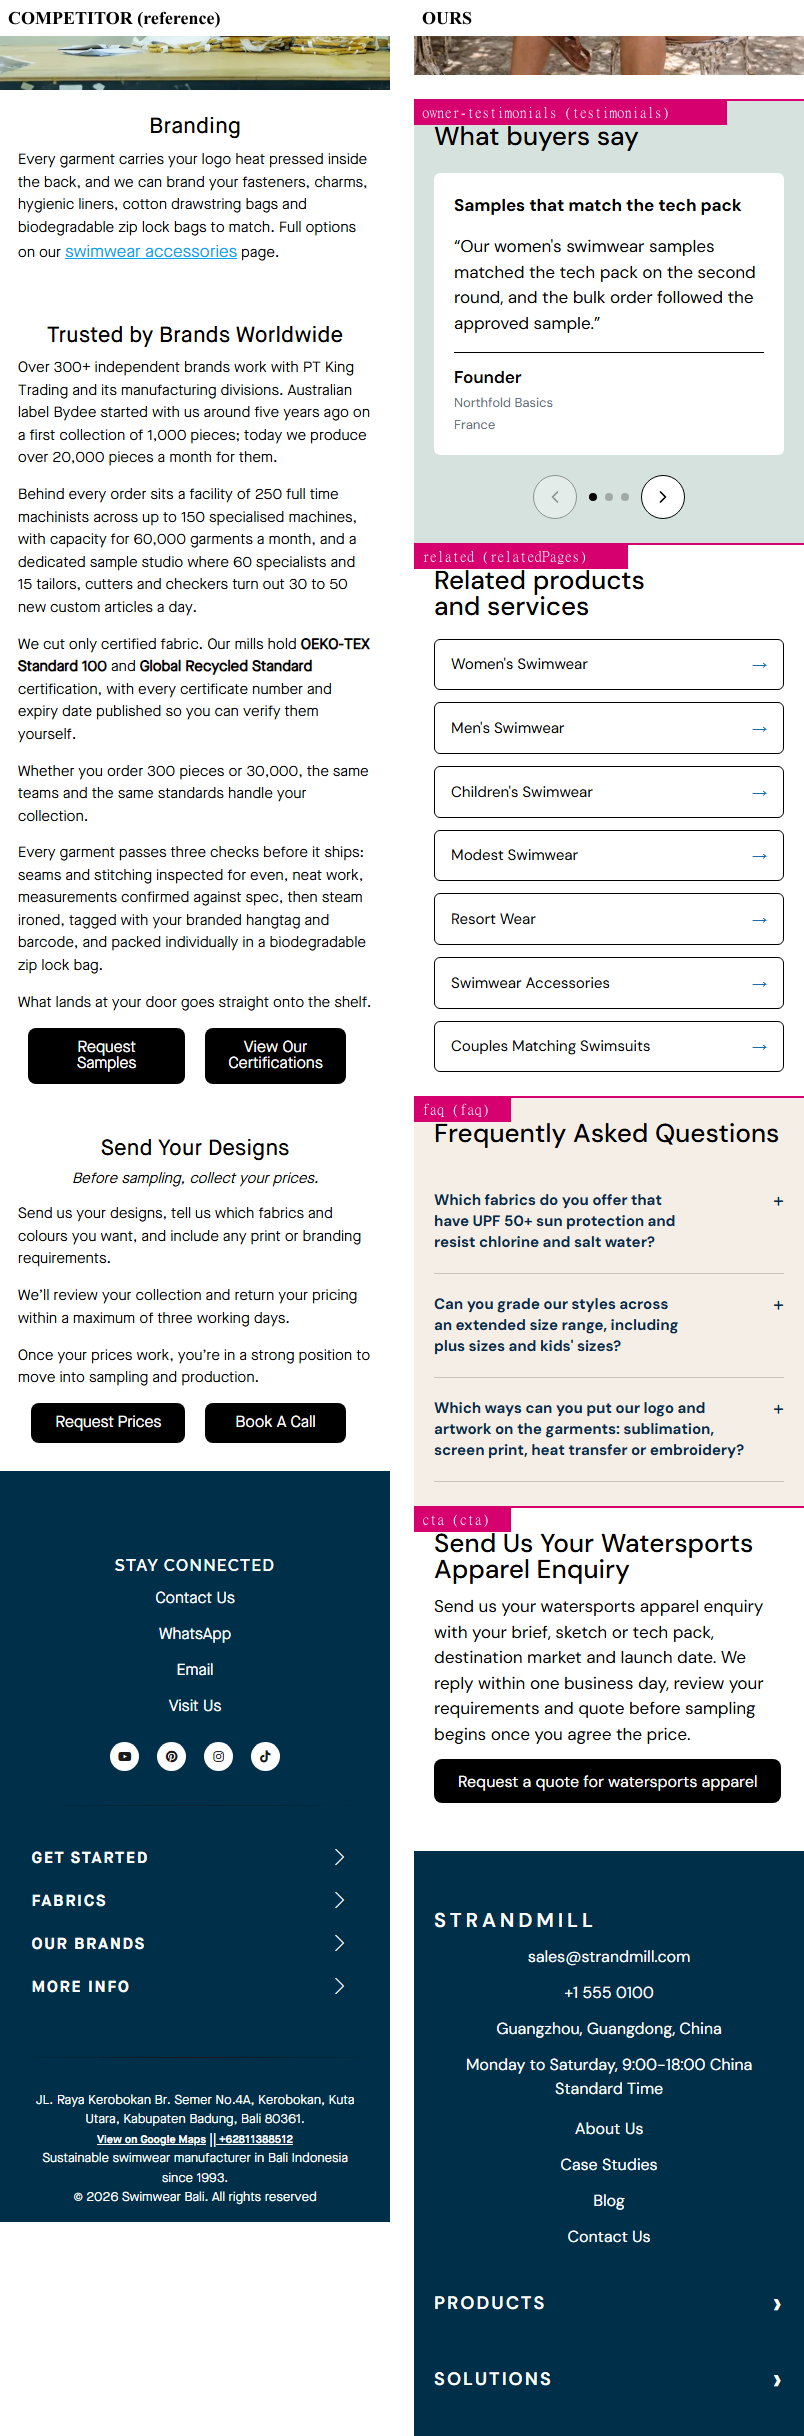 COMPETITOR (reference)
Branding
Every garment carries your logo heat pressed inside
the back, and we can brand your fasteners, charms,
hygienic liners, cotton drawstring bags and
biodegradable zip lock bags to match. Full options
on our swimwear accessories page.
Trusted by Brands Worldwide
Over 300+ independent brands work with PT King
Trading and its manufacturing divisions. Australian
label Bydee started with us around five years ago on
a first collection of 1,000 pieces; today we produce
over 20,000 pieces a month for them.
Behind every order sits a facility of 250 full time
machinists across up to 150 specialised machines,
with capacity for 60,000 garments a month, and a
dedicated sample studio where 60 specialists and
15 tailors, cutters and checkers turn out 30 to 50
new custom articles a day.
We cut only certified fabric. Our mills hold OEKO-TEX
Standard 100 and Global Recycled Standard
certification, with every certificate number and
expiry date published so you can verify them
yourself.
Whether you order 300 pieces or 30,000, the same
teams and the same standards handle your
collection.
Every garment passes three checks before it ships:
seams and stitching inspected for even, neat work,
measurements confirmed against spec, then steam
ironed, tagged with your branded hangtag and
barcode, and packed individually in a biodegradable
zip lock bag.
What lands at your door goes straight onto the shelf.
Request
Samples
View Our
Certifications
Send Your Designs
Before sampling, collect your prices.
Send us your designs, tell us which fabrics and
colours you want, and include any print or branding
requirements.
We'll review your collection and return your pricing
within a maximum of three working days.
Once your prices work, you're in a strong position to
move into sampling and production.
Request Prices
Book A Call
STAY CONNECTED
Contact Us
WhatsApp
Email
Visit Us
GET STARTED
FABRICS
OUR BRANDS
MORE INFO
JL. Raya Kerobokan Br. Semer No.4A, Kerobokan, Kuta
Utara, Kabupaten Badung, Bali 80361.
View on Google Maps || +62811388512
Sustainable swimwear manufacturer in Bali Indonesia
since 1993.
© 2026 Swimwear Bali. All rights reserved
OURS
owner-testimonials (testimonials)
What buyers say
Samples that match the tech pack
“Our women's swimwear samples
matched the tech pack on the second
round, and the bulk order followed the
approved sample.”
Founder
Northfold Basics
France
related (relatedPages)
Related products
and services
Women's Swimwear →
Men's Swimwear →
Children's Swimwear →
Modest Swimwear →
Resort Wear →
Swimwear Accessories →
Couples Matching Swimsuits →
faq (faq)
Frequently Asked Questions
Which fabrics do you offer that +
have UPF 50+ sun protection and
resist chlorine and salt water?
Can you grade our styles across +
an extended size range, including
plus sizes and kids' sizes?
Which ways can you put our logo and +
artwork on the garments: sublimation,
screen print, heat transfer or embroidery?
cta (cta)
Send Us Your Watersports
Apparel Enquiry
Send us your watersports apparel enquiry
with your brief, sketch or tech pack,
destination market and launch date. We
reply within one business day, review your
requirements and quote before sampling
begins once you agree the price.
Request a quote for watersports apparel
STRANDMILL
sales@strandmill.com
+1 555 0100
Guangzhou, Guangdong, China
Monday to Saturday, 9:00-18:00 China
Standard Time
About Us
Case Studies
Blog
Contact Us
PRODUCTS
SOLUTIONS